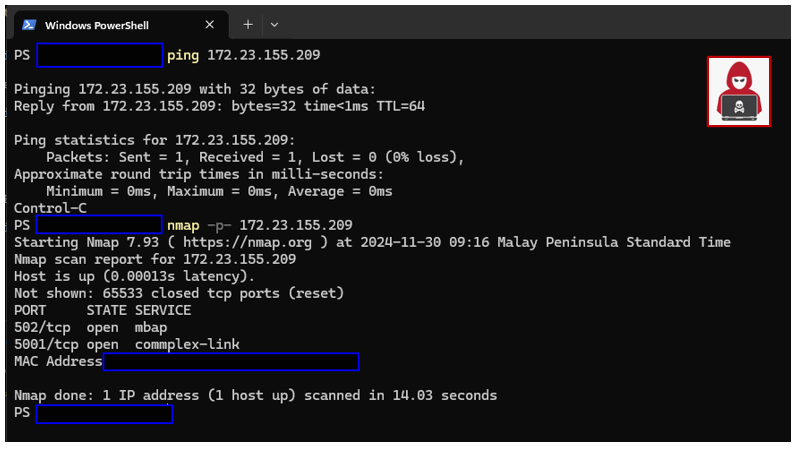 Windows PowerShell
PS ping 172.23.155.209
Pinging 172.23.155.209 with 32 bytes of data:
Reply from 172.23.155.209: bytes=32 time<1ms TTL=64
Ping statistics for 172.23.155.209:
Packets: Sent = 1, Received = 1, Lost = 0 (0% loss),
Approximate round trip times in milli-seconds:
Minimum = 0ms, Maximum = 0ms, Average = 0ms
Control-C
PS nmap -p- 172.23.155.209
Starting Nmap 7.93 ( https://nmap.org ) at 2024-11-30 09:16 Malay Peninsula Standard Time
Nmap scan report for 172.23.155.209
Host is up (0.00013s latency).
Not shown: 65533 closed tcp ports (reset)
PORT STATE SERVICE
502/tcp open mbap
5001/tcp open commplex-link
MAC Address
Nmap done: 1 IP address (1 host up) scanned in 14.03 seconds
PS